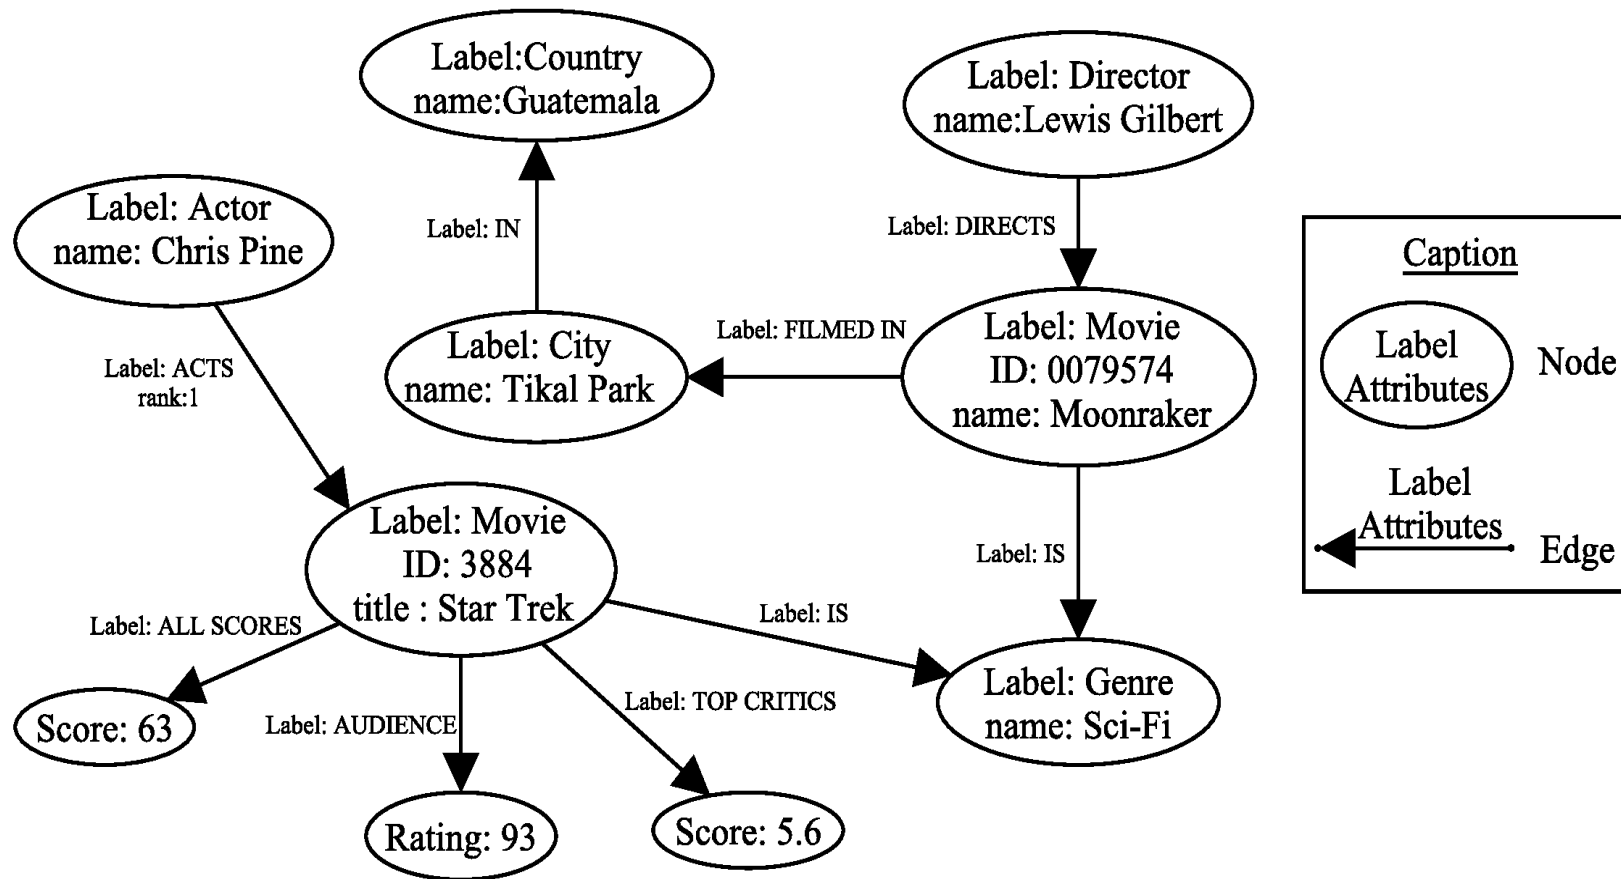 Label:Country
name:Guatemala
Label: Director
name:Lewis Gilbert
Label: Actor
name: Chris Pine
Label: IN
Label: DIRECTS
Label: ACTS
rank:1
Label: City
name: Tikal Park
Label: FILMED IN
Label: Movie
ID: 0079574
name: Moonraker
Label: Movie
ID: 3884
title : Star Trek
Label: IS
Label: IS
Label: ALL SCORES
Label: AUDIENCE
Label: TOP CRITICS
Label: Genre
name: Sci-Fi
Score: 63
Rating: 93
Score: 5.6
Caption
Label
Attributes
Node
Label
Attributes
Edge